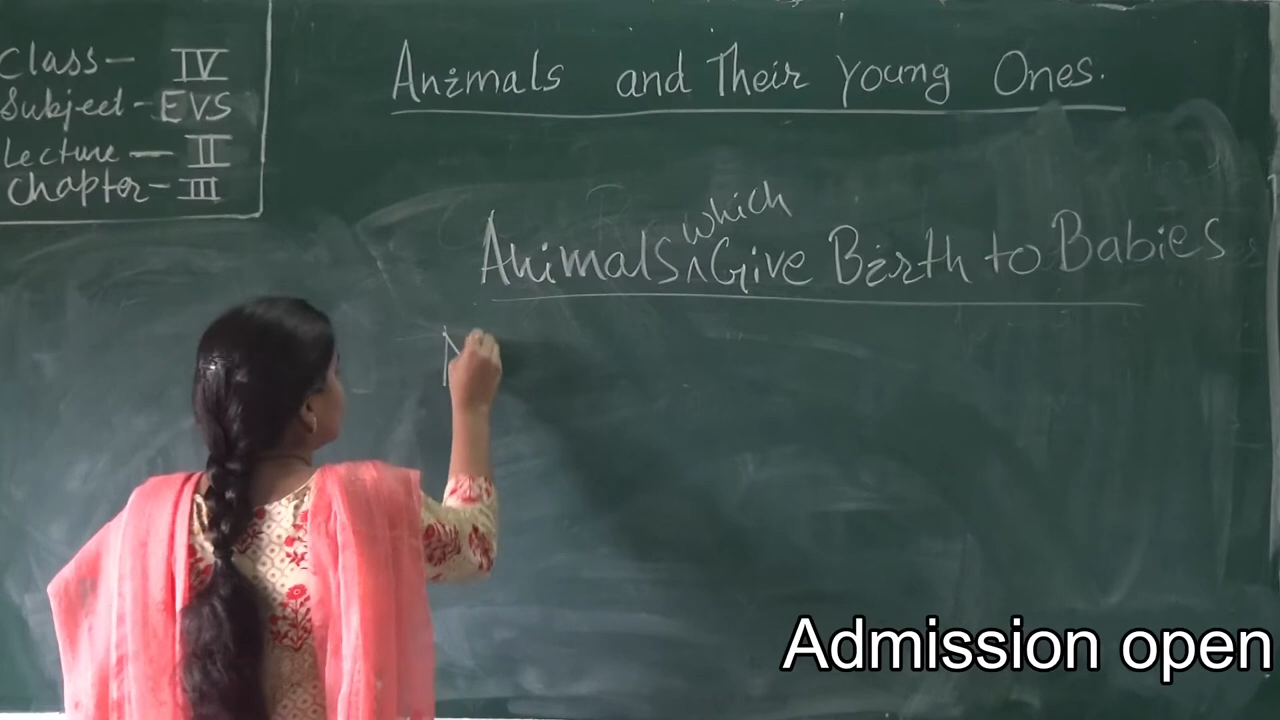 Class- IV
Subject- EVS
Lecture- II
Chapter- III
Animals and Their Young Ones.
which
Animals ^ Give Birth to Babies
Admission open